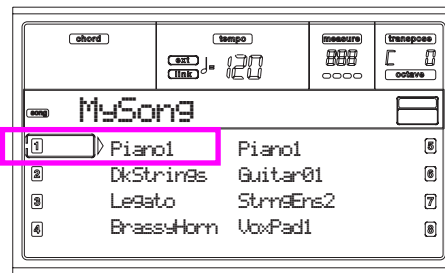 chord tempo measure transpose
ext link ♩= 120 888 C 0
octave
song MySong
1 Piano1 Piano1 5
2 DkStrings Guitar01 6
3 Legato StrngEns2 7
4 BrassyHorn VoxPad1 8